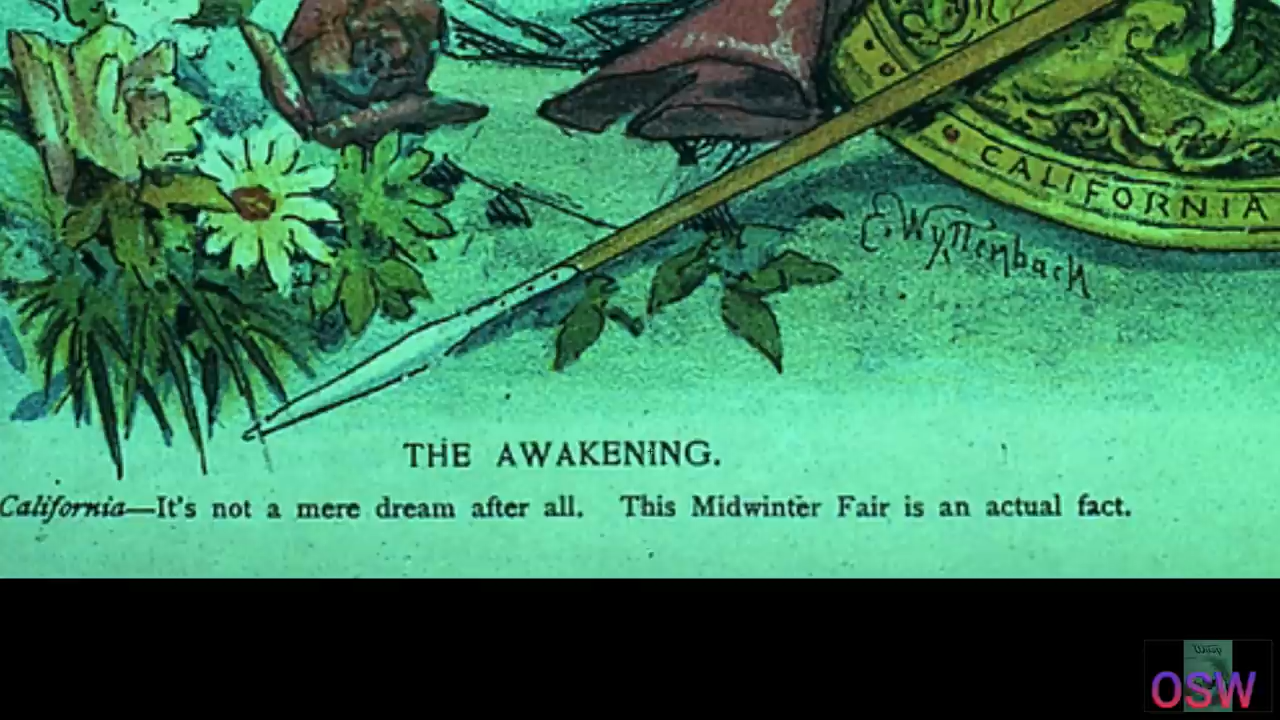 CALIFORNIA
E. Wyttenbach
THE AWAKENING.
California—It's not a mere dream after all. This Midwinter Fair is an actual fact.
OSW